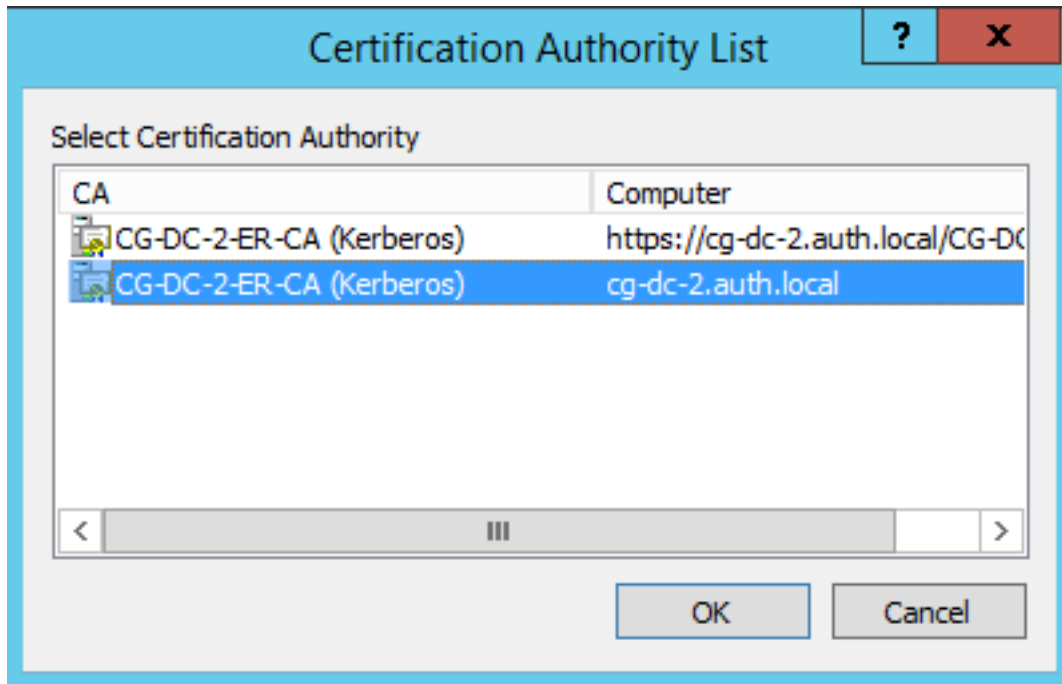 Certification Authority List
? x
Select Certification Authority
CA Computer
CG-DC-2-ER-CA (Kerberos) https://cg-dc-2.auth.local/CG-DC
CG-DC-2-ER-CA (Kerberos) cg-dc-2.auth.local
OK Cancel